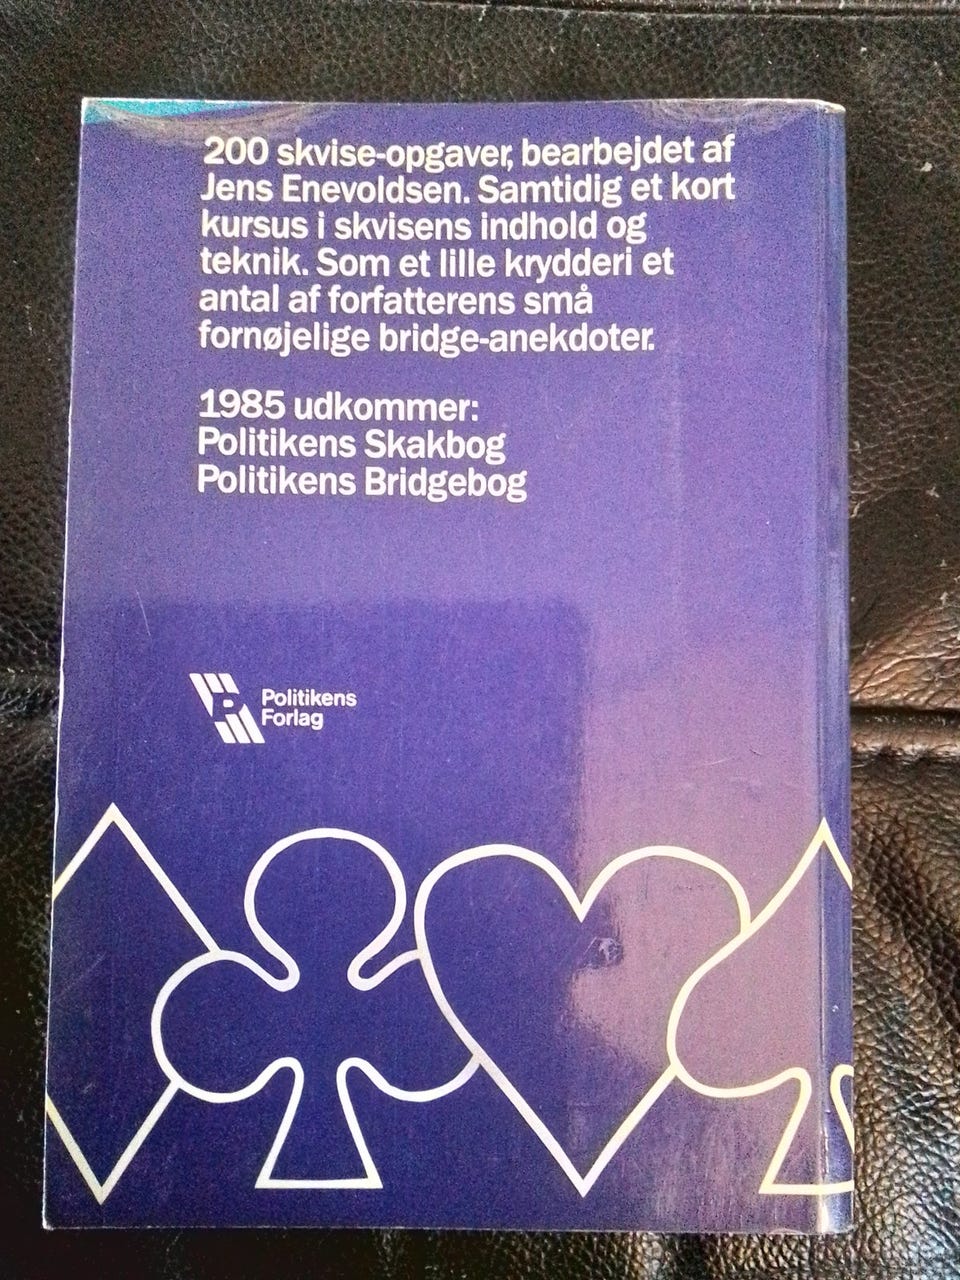 200 skvise-opgaver, bearbejdet af
Jens Enevoldsen. Samtidig et kort
kursus i skvisens indhold og
teknik. Som et lille krydderi et
antal af forfatterens små
fornøjelige bridge-anekdoter.
1985 udkommer:
Politikens Skakbog
Politikens Bridgebog
P
Politikens
Forlag